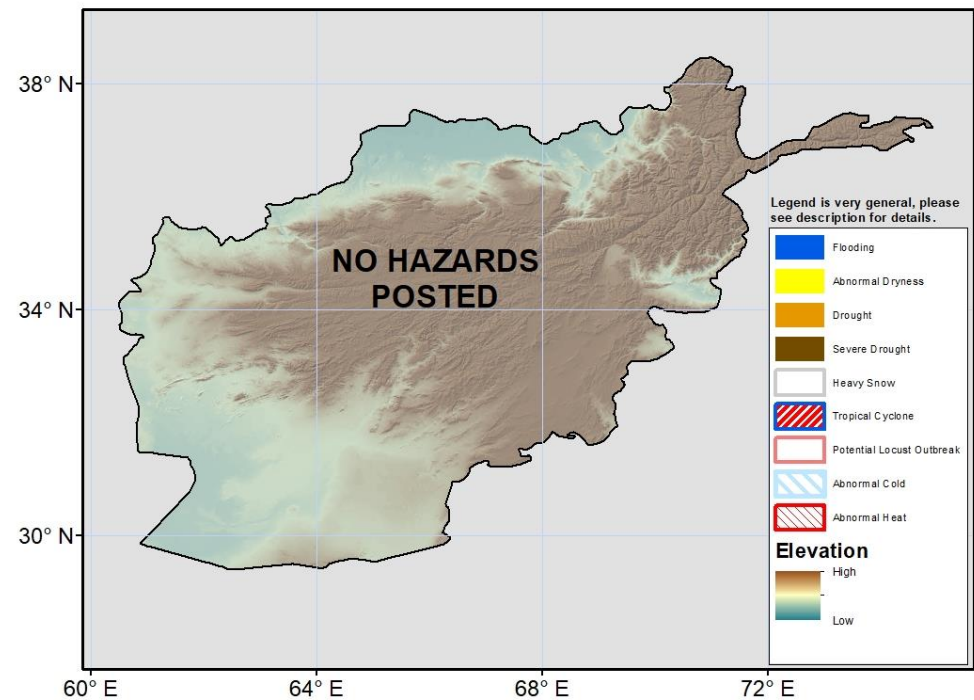 38° N
34° N
30° N
60° E
64° E
68° E
72° E
NO HAZARDS
POSTED
Legend is very general, please
see description for details.
Flooding
Abnormal Dryness
Drought
Severe Drought
Heavy Snow
Tropical Cyclone
Potential Locust Outbreak
Abnormal Cold
Abnormal Heat
Elevation
High
Low